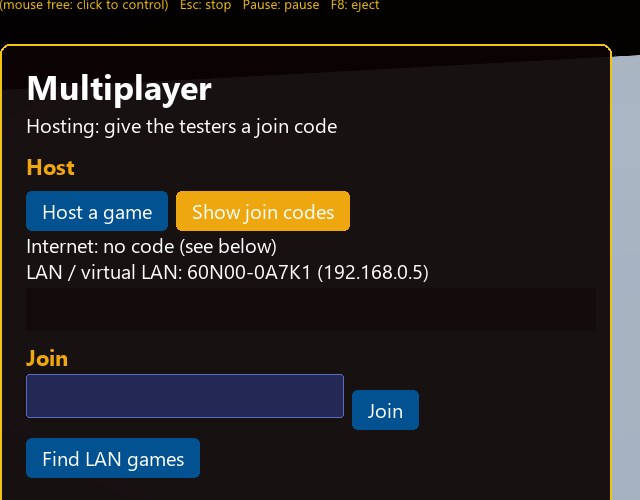 (mouse free: click to control) Esc: stop Pause: pause F8: eject
Multiplayer
Hosting: give the testers a join code
Host
Host a game Show join codes
Internet: no code (see below)
LAN / virtual LAN: 60N00-0A7K1 (192.168.0.5)
Join
Join
Find LAN games